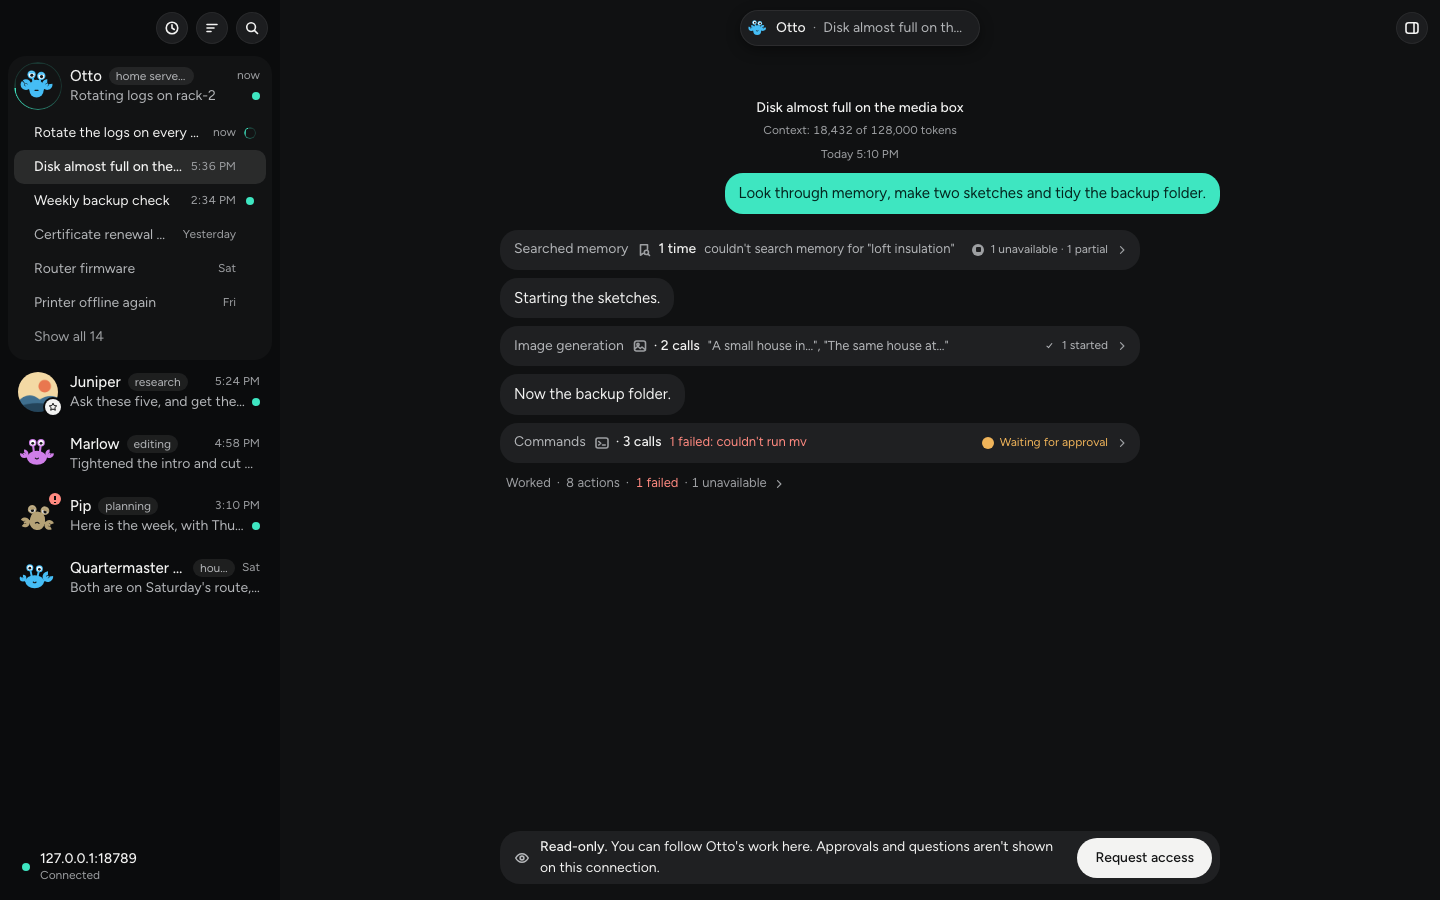 Otto home serve... now
Rotating logs on rack-2
Rotate the logs on every ... now
Disk almost full on the... 5:36 PM
Weekly backup check 2:34 PM
Certificate renewal ... Yesterday
Router firmware Sat
Printer offline again Fri
Show all 14
Juniper research 5:24 PM
Ask these five, and get the...
Marlow editing 4:58 PM
Tightened the intro and cut ...
Pip planning 3:10 PM
Here is the week, with Thu...
Quartermaster ... hou... Sat
Both are on Saturday's route,...
127.0.0.1:18789
Connected
Otto · Disk almost full on th...
Disk almost full on the media box
Context: 18,432 of 128,000 tokens
Today 5:10 PM
Look through memory, make two sketches and tidy the backup folder.
Searched memory 1 time couldn't search memory for "loft insulation" 1 unavailable · 1 partial
Starting the sketches.
Image generation · 2 calls "A small house in…", "The same house at…" 1 started
Now the backup folder.
Commands · 3 calls 1 failed: couldn't run mv Waiting for approval
Worked · 8 actions · 1 failed · 1 unavailable
Read-only. You can follow Otto's work here. Approvals and questions aren't shown
on this connection.
Request access